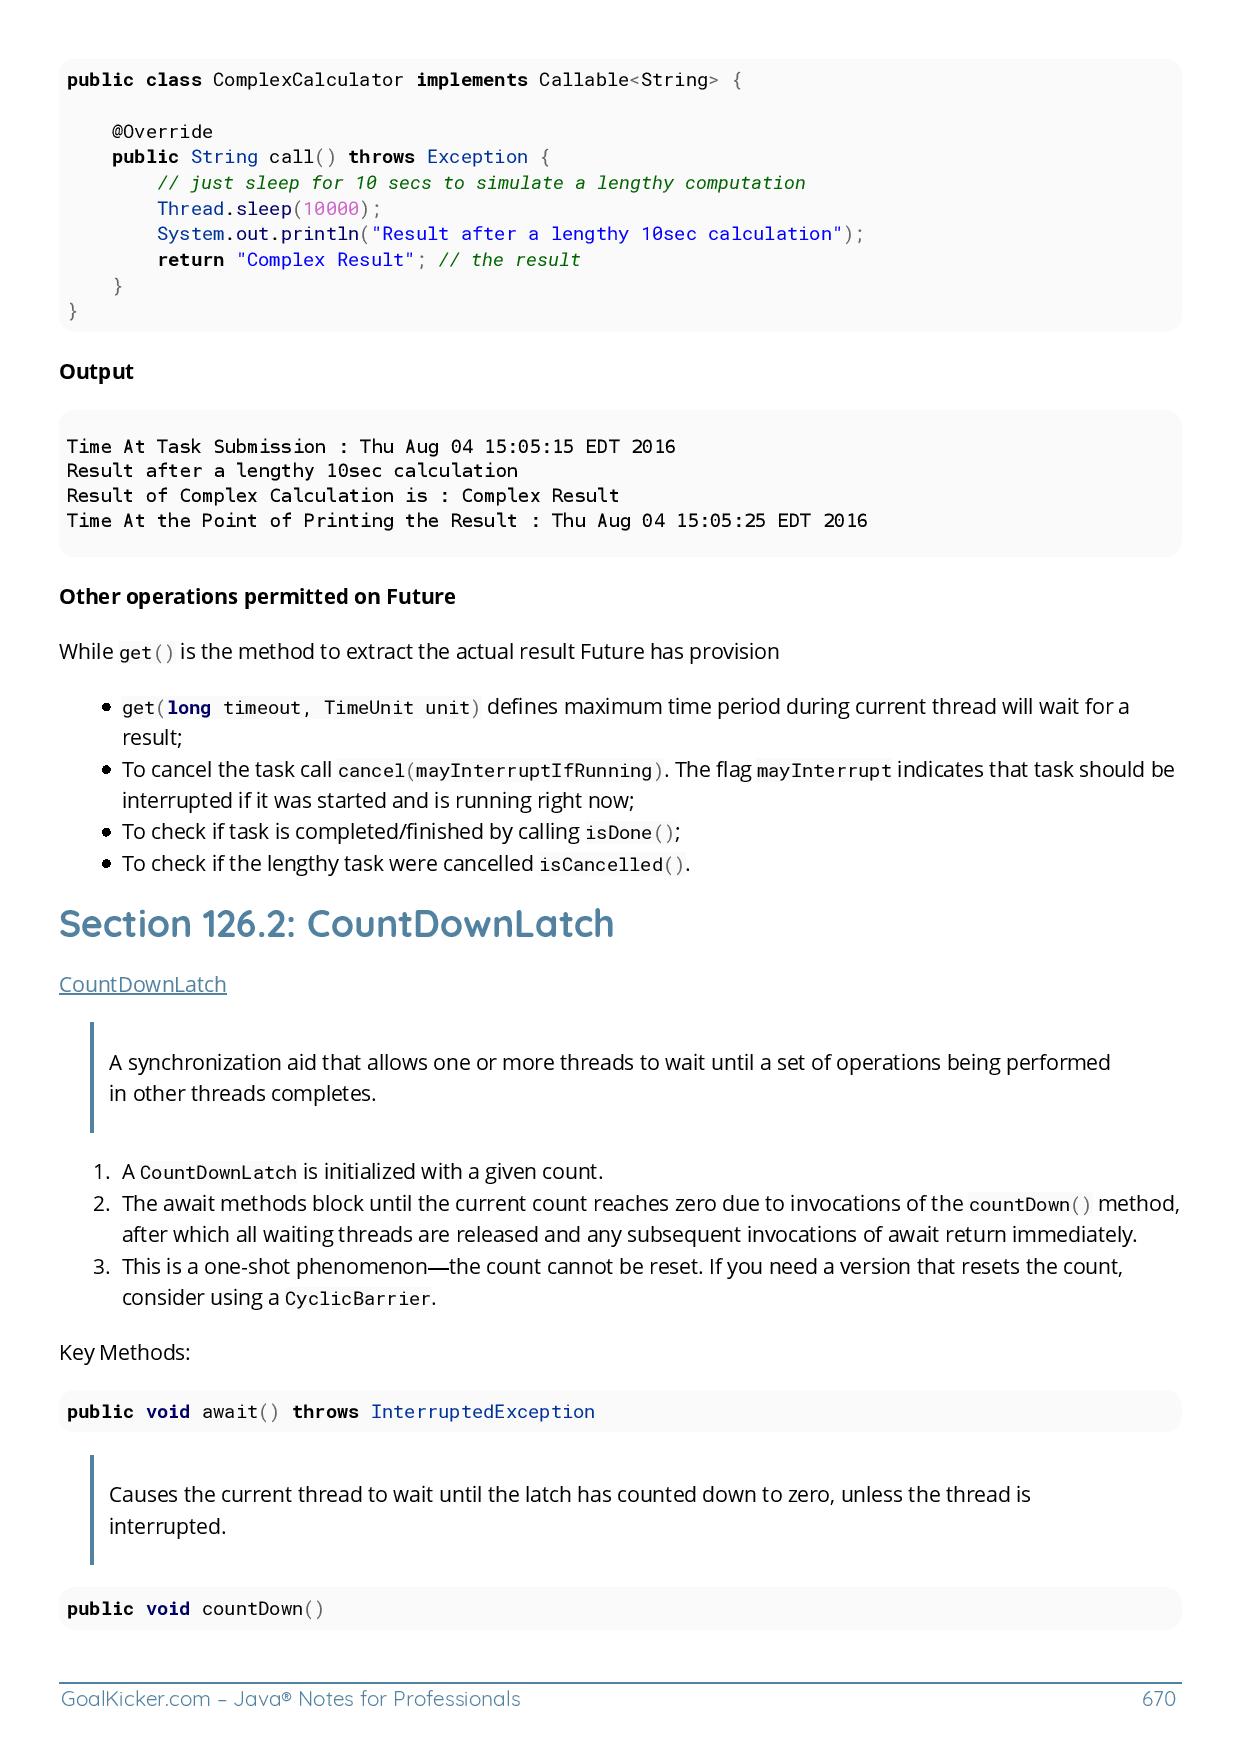 public class ComplexCalculator implements Callable<String> {
@Override
public String call() throws Exception {
// just sleep for 10 secs to simulate a lengthy computation
Thread.sleep(10000);
System.out.println("Result after a lengthy 10sec calculation");
return "Complex Result"; // the result
}
}
Output
Time At Task Submission : Thu Aug 04 15:05:15 EDT 2016
Result after a lengthy 10sec calculation
Result of Complex Calculation is : Complex Result
Time At the Point of Printing the Result : Thu Aug 04 15:05:25 EDT 2016
Other operations permitted on Future
While get() is the method to extract the actual result Future has provision
● get(long timeout, TimeUnit unit) defines maximum time period during current thread will wait for a
result;
● To cancel the task call cancel(mayInterruptIfRunning). The flag mayInterrupt indicates that task should be
interrupted if it was started and is running right now;
● To check if task is completed/finished by calling isDone();
● To check if the lengthy task were cancelled isCancelled().
Section 126.2: CountDownLatch
CountDownLatch
A synchronization aid that allows one or more threads to wait until a set of operations being performed
in other threads completes.
1. A CountDownLatch is initialized with a given count.
2. The await methods block until the current count reaches zero due to invocations of the countDown() method,
after which all waiting threads are released and any subsequent invocations of await return immediately.
3. This is a one-shot phenomenon—the count cannot be reset. If you need a version that resets the count,
consider using a CyclicBarrier.
Key Methods:
public void await() throws InterruptedException
Causes the current thread to wait until the latch has counted down to zero, unless the thread is
interrupted.
public void countDown()
GoalKicker.com – Java® Notes for Professionals 670